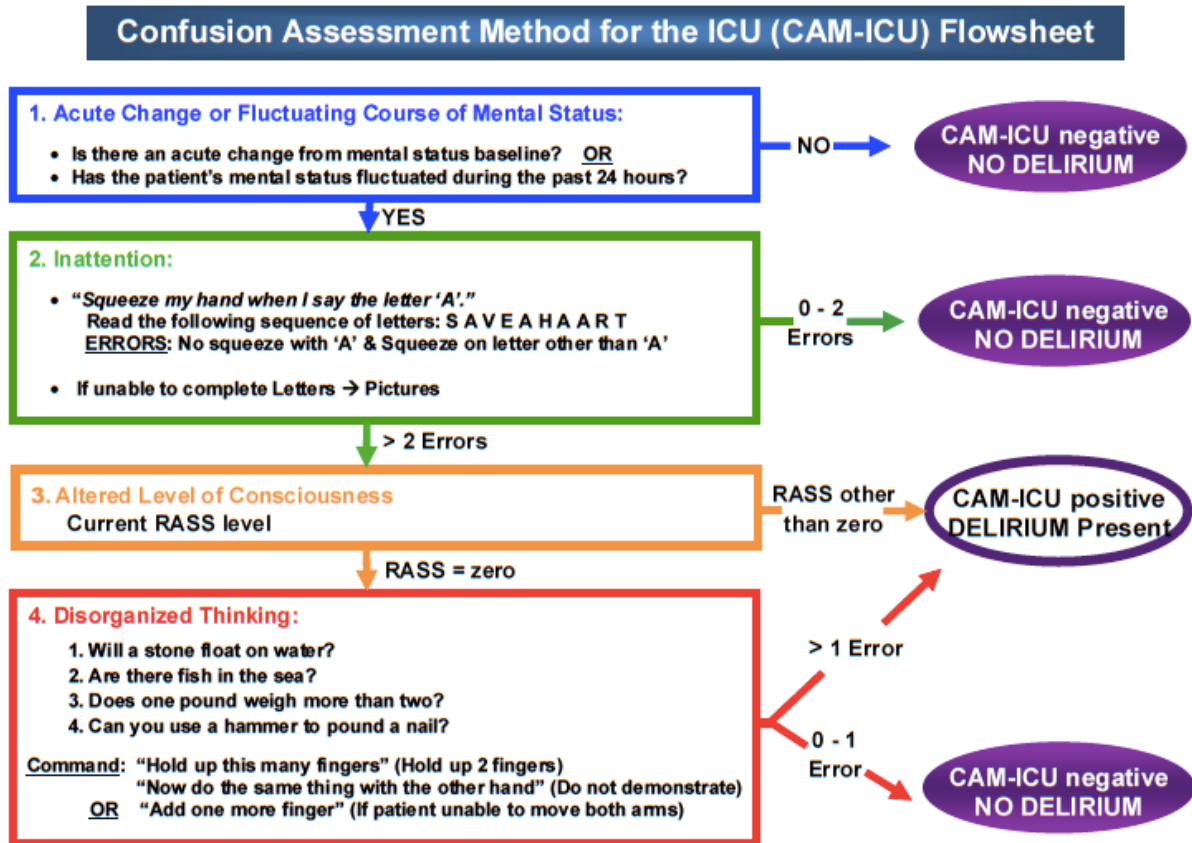 Confusion Assessment Method for the ICU (CAM-ICU) Flowsheet
1. Acute Change or Fluctuating Course of Mental Status:
• Is there an acute change from mental status baseline? OR
• Has the patient's mental status fluctuated during the past 24 hours?
NO
CAM-ICU negative
NO DELIRIUM
YES
2. Inattention:
• "Squeeze my hand when I say the letter 'A'."
Read the following sequence of letters: S A V E A H A A R T
ERRORS: No squeeze with 'A' & Squeeze on letter other than 'A'
• If unable to complete Letters → Pictures
0 - 2
Errors
CAM-ICU negative
NO DELIRIUM
> 2 Errors
3. Altered Level of Consciousness
Current RASS level
RASS other
than zero
CAM-ICU positive
DELIRIUM Present
RASS = zero
4. Disorganized Thinking:
1. Will a stone float on water?
2. Are there fish in the sea?
3. Does one pound weigh more than two?
4. Can you use a hammer to pound a nail?
Command: "Hold up this many fingers" (Hold up 2 fingers)
"Now do the same thing with the other hand" (Do not demonstrate)
OR "Add one more finger" (If patient unable to move both arms)
> 1 Error
0 - 1
Error
CAM-ICU negative
NO DELIRIUM